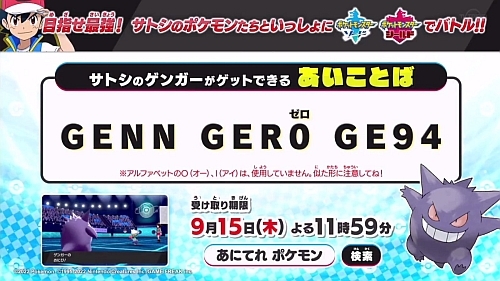 目指せ最強! サトシのポケモンたちといっしょに ポケットモンスター ソード ポケットモンスター シールド でバトル!!
サトシのゲンガーがゲットできる あいことば
ゼロ
GENN GER0 GE94
※アルファベットのO(オー)、I(アイ)は、使用していません。似た形に注意してね!
受け取り期限
9月15日(木) よる11時59分
あにてれ ポケモン 検索
ゲンガーの